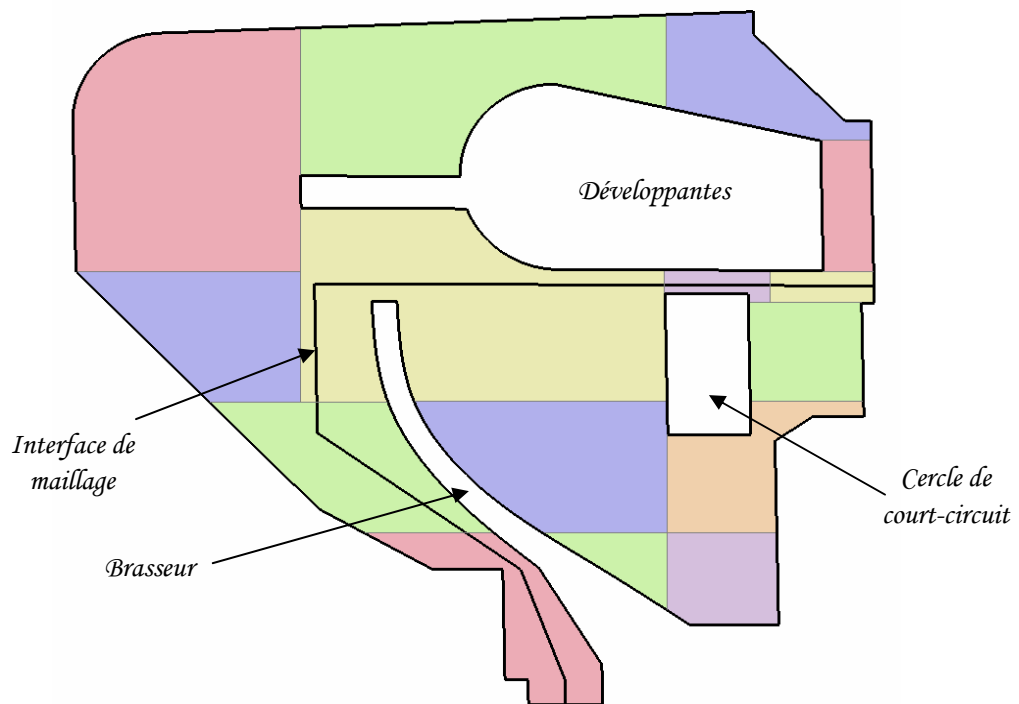 Développantes
Interface de
maillage
Cercle de
court-circuit
Brasseur